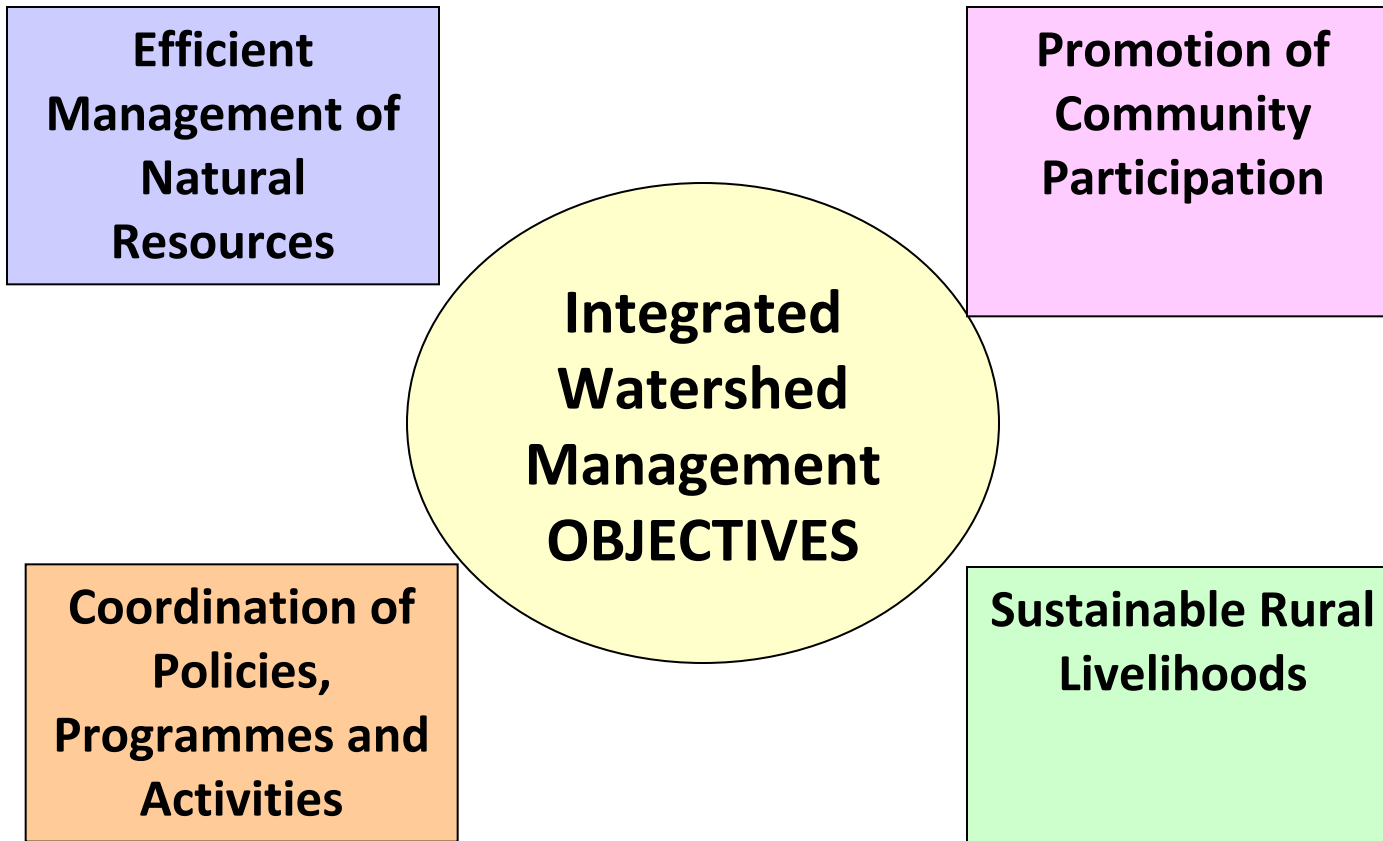 Efficient
Management of
Natural
Resources
Promotion of
Community
Participation
Integrated
Watershed
Management
OBJECTIVES
Coordination of
Policies,
Programmes and
Activities
Sustainable Rural
Livelihoods